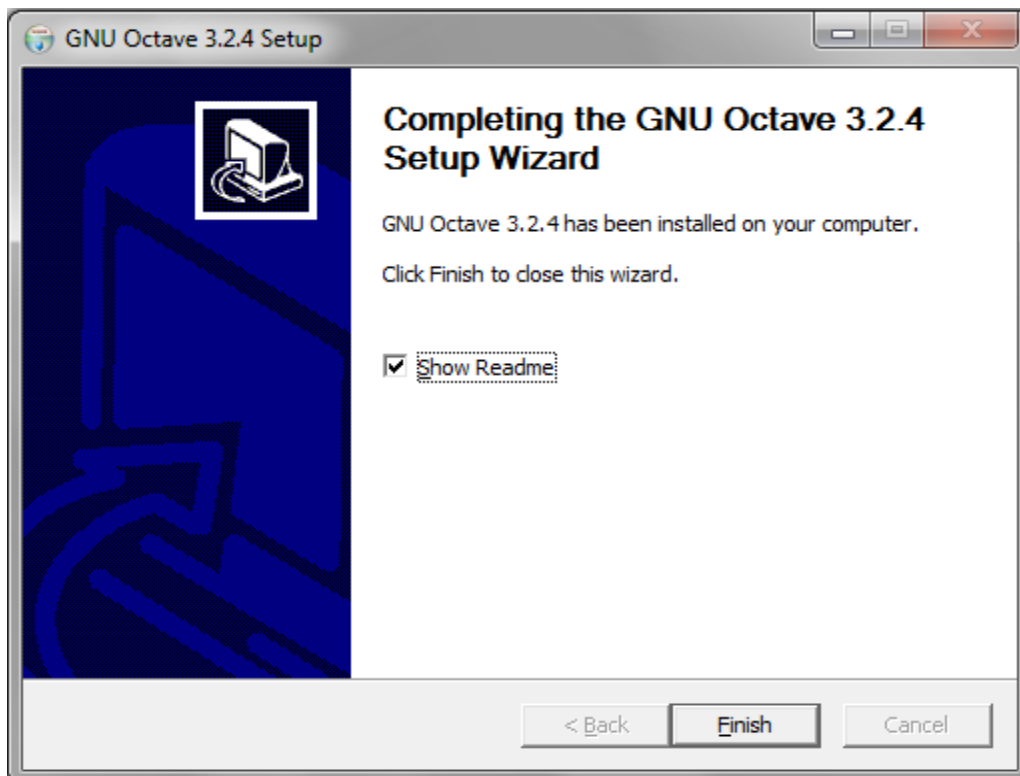 GNU Octave 3.2.4 Setup
Completing the GNU Octave 3.2.4
Setup Wizard
GNU Octave 3.2.4 has been installed on your computer.
Click Finish to close this wizard.
Show Readme
< Back
Finish
Cancel